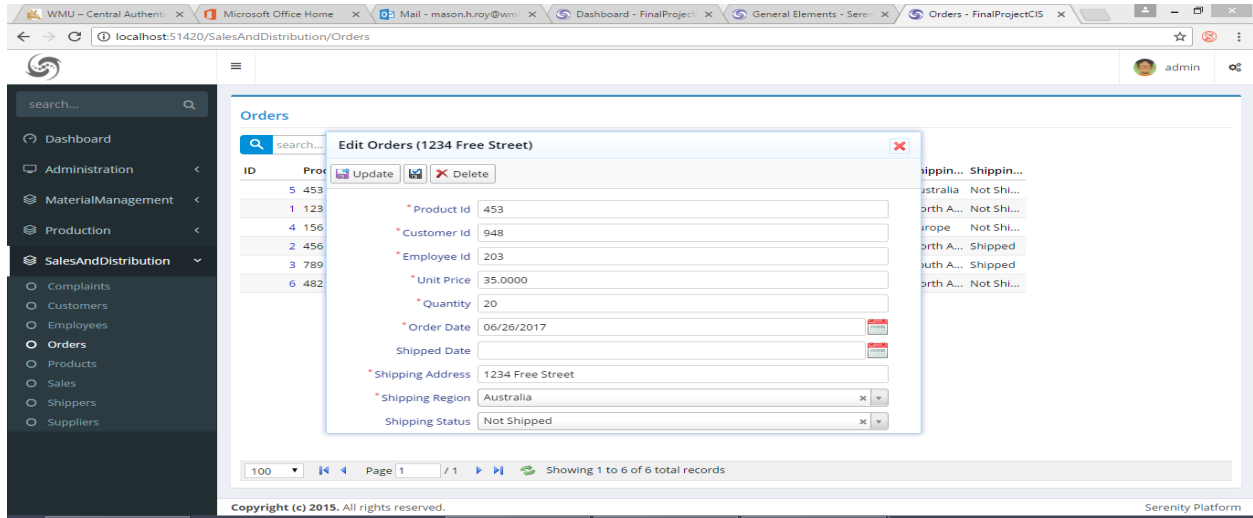 WMU – Central Authenti
Microsoft Office Home
Mail - mason.h.roy@wm
Dashboard - FinalProject
General Elements - Seren
Orders - FinalProjectCIS
localhost:51420/SalesAndDistribution/Orders
admin
search...
Dashboard
Administration
MaterialManagement
Production
SalesAndDistribution
Complaints
Customers
Employees
Orders
Products
Sales
Shippers
Suppliers
Orders
search...
ID Prod Shippin... Shippin...
5 453 ustralia Not Shi...
1 123 orth A... Not Shi...
4 156 urope Not Shi...
2 456 orth A... Shipped
3 789 outh A... Shipped
6 482 orth A... Not Shi...
Edit Orders (1234 Free Street)
Update Delete
*Product Id 453
*Customer Id 948
*Employee Id 203
*Unit Price 35.0000
*Quantity 20
*Order Date 06/26/2017
Shipped Date
*Shipping Address 1234 Free Street
*Shipping Region Australia
Shipping Status Not Shipped
100 Page 1 / 1 Showing 1 to 6 of 6 total records
Copyright (c) 2015. All rights reserved.
Serenity Platform